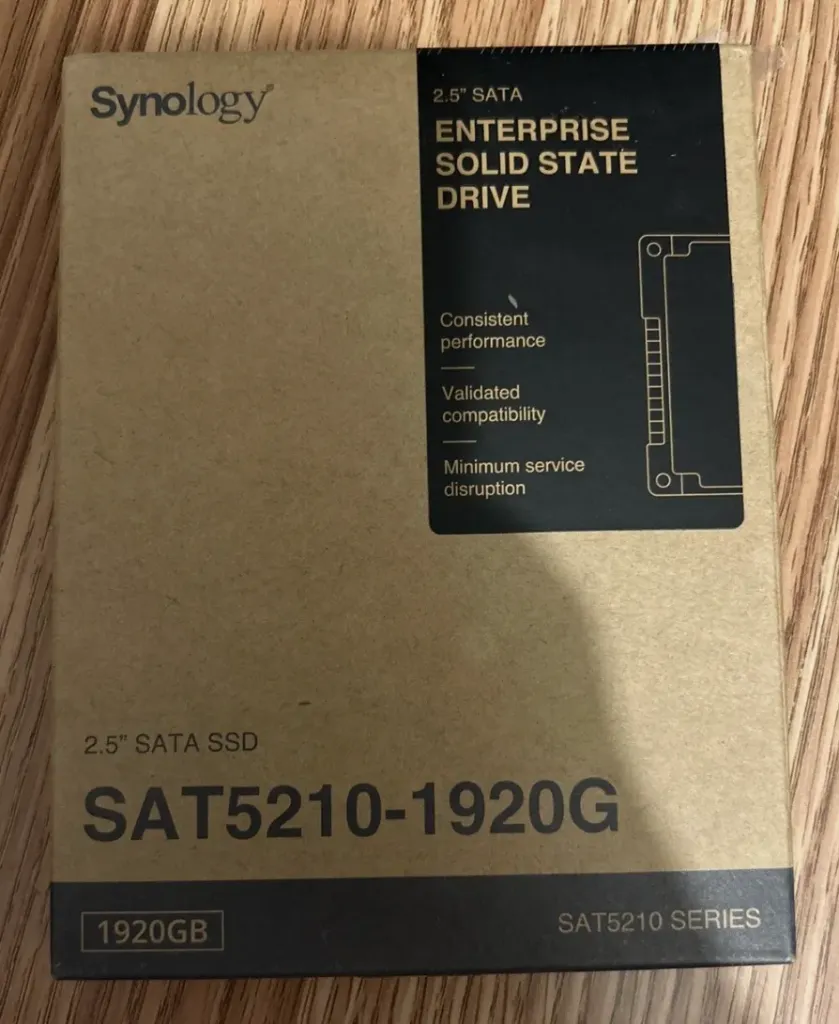 Synology
2.5” SATA
ENTERPRISE
SOLID STATE
DRIVE
Consistent
performance
Validated
compatibility
Minimum service
disruption
2.5” SATA SSD
SAT5210-1920G
1920GB
SAT5210 SERIES